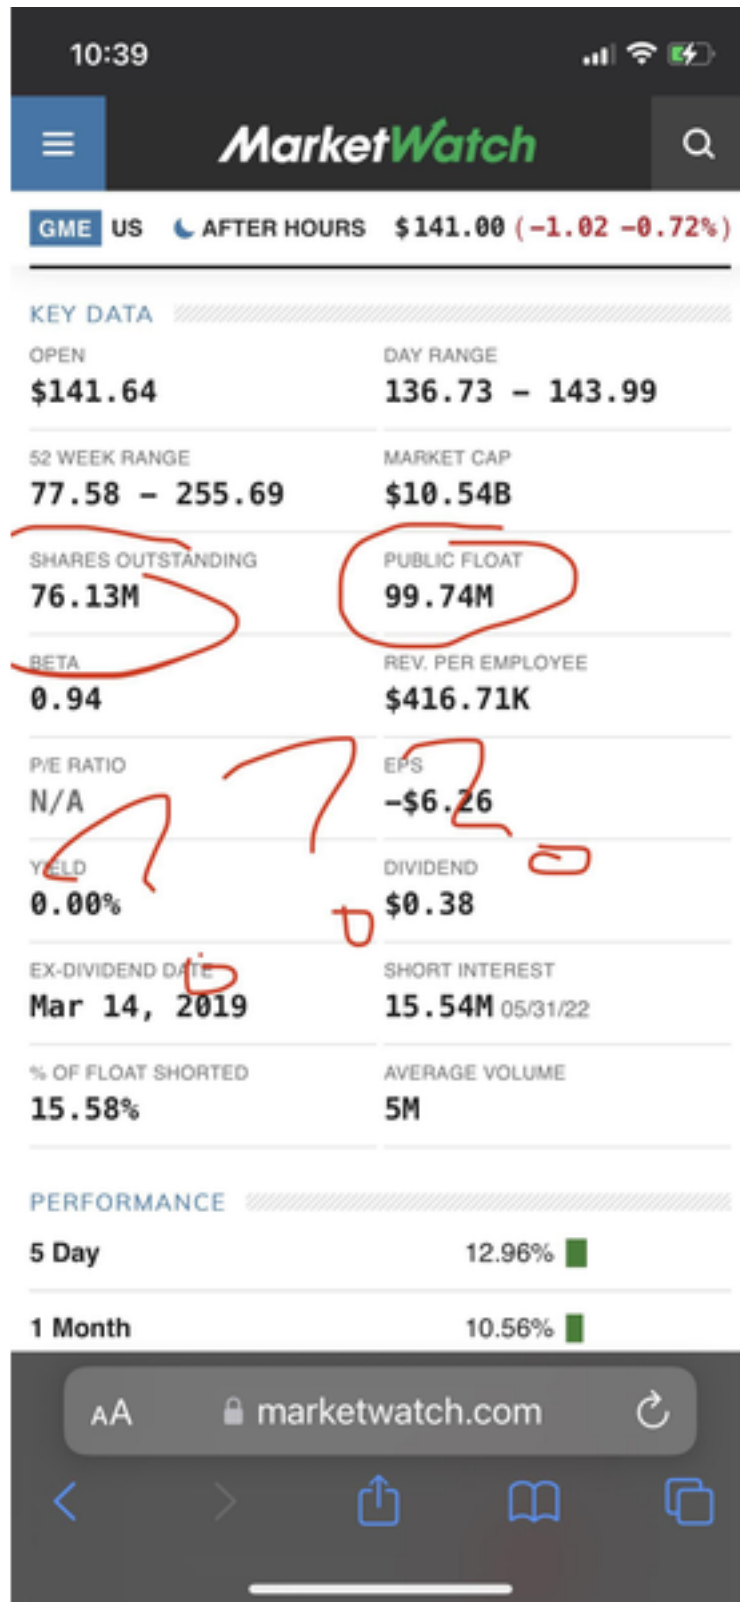 10:39
MarketWatch
GME US AFTER HOURS $141.00 (-1.02 -0.72%)
KEY DATA
OPEN DAY RANGE
$141.64 136.73 - 143.99
52 WEEK RANGE MARKET CAP
77.58 - 255.69 $10.54B
SHARES OUTSTANDING PUBLIC FLOAT
76.13M 99.74M
BETA REV. PER EMPLOYEE
0.94 $416.71K
P/E RATIO EPS
N/A -$6.26
YIELD DIVIDEND
0.00% $0.38
EX-DIVIDEND DATE SHORT INTEREST
Mar 14, 2019 15.54M 05/31/22
% OF FLOAT SHORTED AVERAGE VOLUME
15.58% 5M
PERFORMANCE
5 Day 12.96%
1 Month 10.56%
AA marketwatch.com